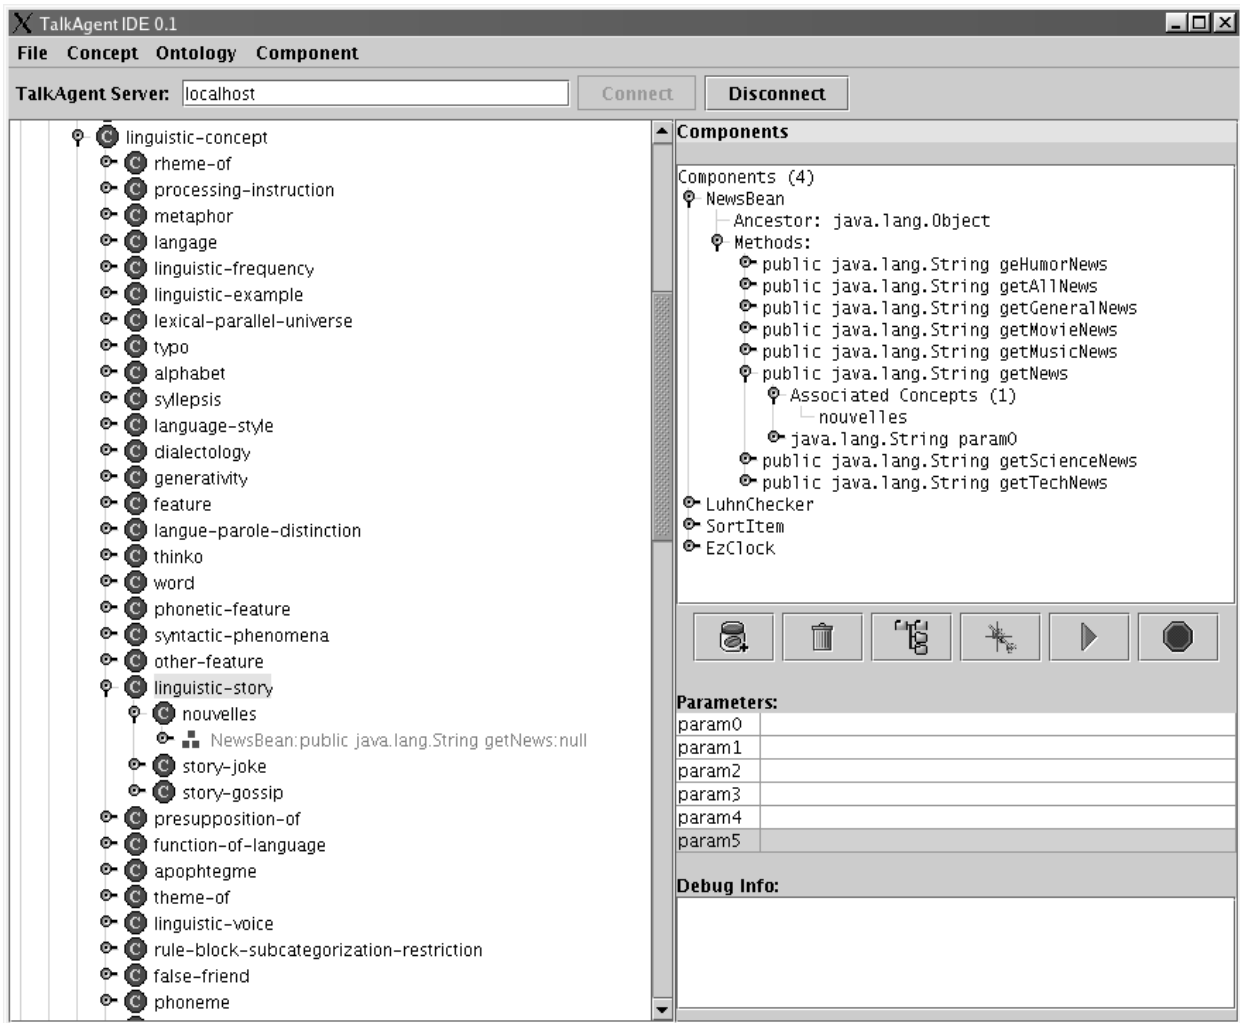 TalkAgent IDE 0.1
File Concept Ontology Component
TalkAgent Server: localhost Connect Disconnect
linguistic-concept
rheme-of
processing-instruction
metaphor
langage
linguistic-frequency
linguistic-example
lexical-parallel-universe
typo
alphabet
syllepsis
language-style
dialectology
generativity
feature
langue-parole-distinction
thinko
word
phonetic-feature
syntactic-phenomena
other-feature
linguistic-story
nouvelles
NewsBean:public java.lang.String getNews:null
story-joke
story-gossip
presupposition-of
function-of-language
apophtegme
theme-of
linguistic-voice
rule-block-subcategorization-restriction
false-friend
phoneme
Components
Components (4)
NewsBean
Ancestor: java.lang.Object
Methods:
public java.lang.String geHumorNews
public java.lang.String getAllNews
public java.lang.String getGeneralNews
public java.lang.String getMovieNews
public java.lang.String getMusicNews
public java.lang.String getNews
Associated Concepts (1)
nouvelles
java.lang.String param0
public java.lang.String getScienceNews
public java.lang.String getTechNews
LuhnChecker
SortItem
EzClock
Parameters:
param0
param1
param2
param3
param4
param5
Debug Info: